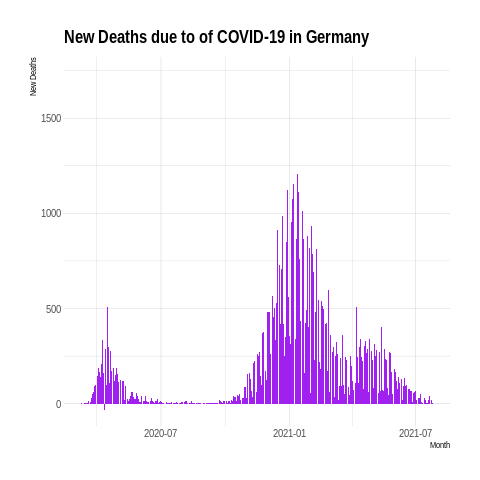 New Deaths due to of COVID-19 in Germany
New Deaths
1500
1000
500
0
2020-07
2021-01
2021-07
Month